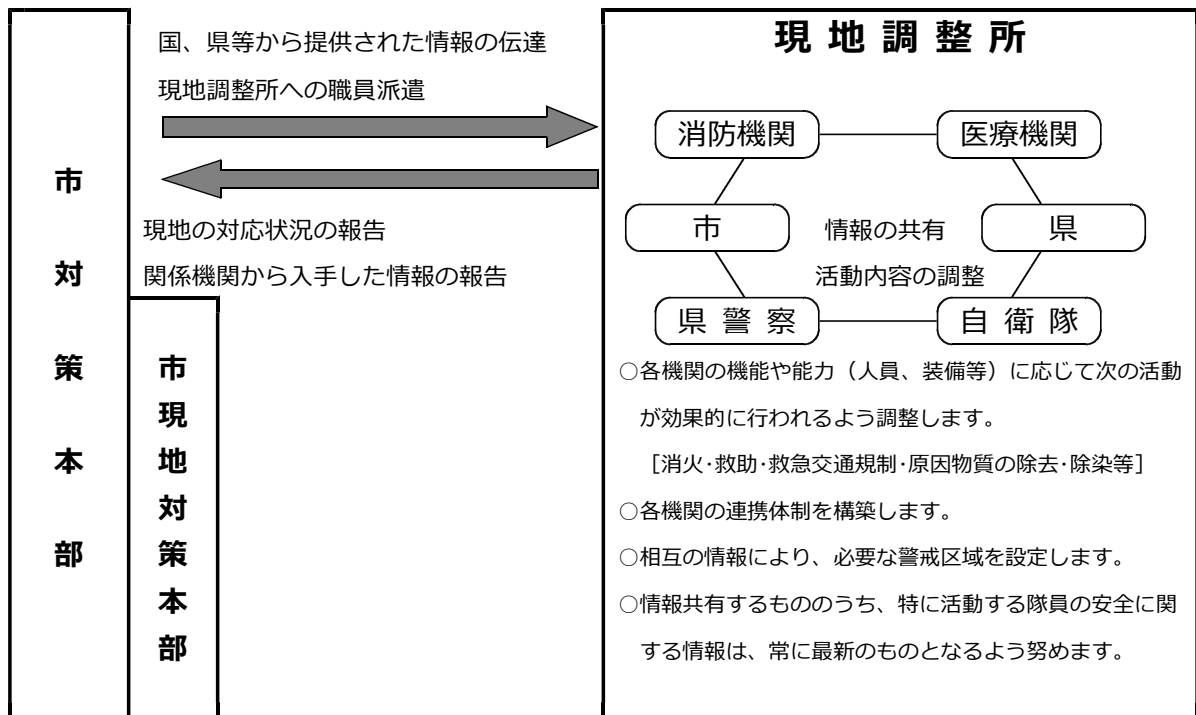 市対策本部
国、県等から提供された情報の伝達
現地調整所への職員派遣
現地の対応状況の報告
関係機関から入手した情報の報告
市現地対策本部
現地調整所
消防機関
医療機関
市
情報の共有
県
活動内容の調整
県警察
自衛隊
○各機関の機能や能力（人員、装備等）に応じて次の活動
が効果的に行われるよう調整します。
［消火･救助･救急交通規制･原因物質の除去･除染等］
○各機関の連携体制を構築します。
○相互の情報により、必要な警戒区域を設定します。
○情報共有するもののうち、特に活動する隊員の安全に関
する情報は、常に最新のものとなるよう努めます。